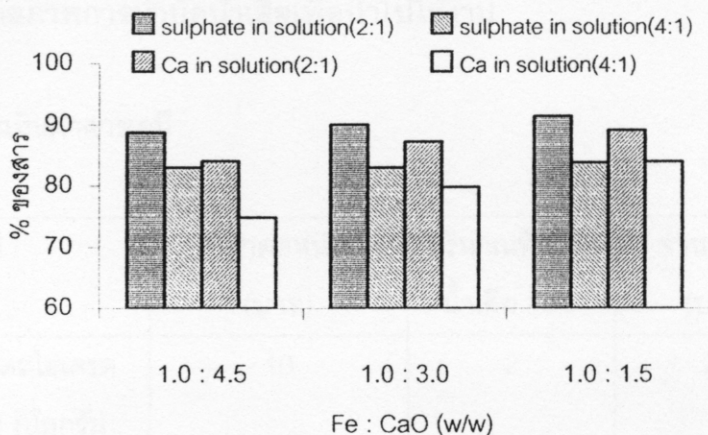 sulphate in solution(2:1) sulphate in solution(4:1)
Ca in solution(2:1) Ca in solution(4:1)
100
90
80
70
60
% ของสาร
1.0 : 4.5 1.0 : 3.0 1.0 : 1.5
Fe : CaO (w/w)